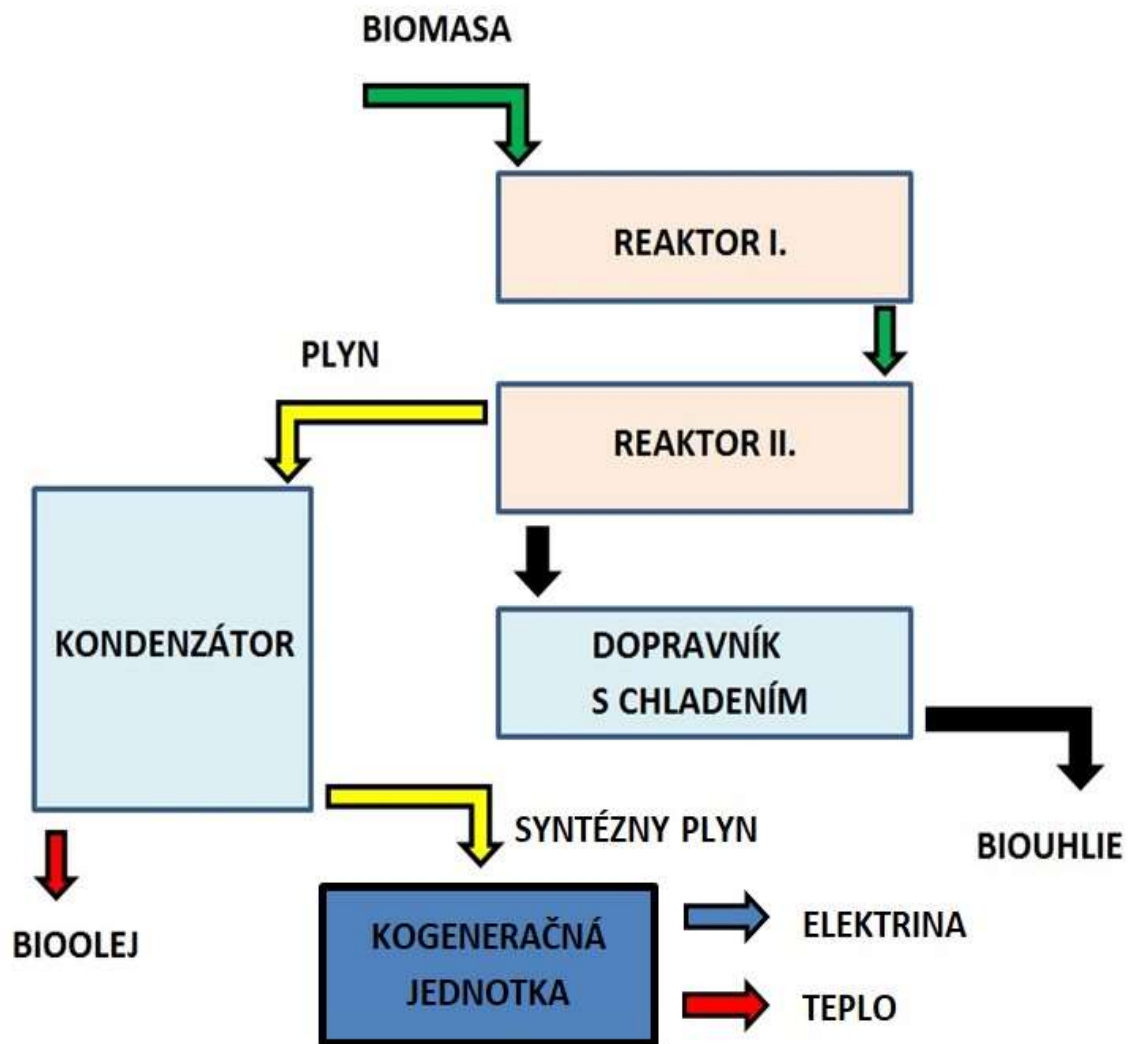 BIOMASA
REAKTOR I.
PLYN
REAKTOR II.
KONDENZÁTOR
DOPRAVNÍK
S CHLADENÍM
SYNTÉZNY PLYN
BIOUHLIE
BIOOLEJ
KOGENERAČNÁ
JEDNOTKA
ELEKTRINA
TEPLO